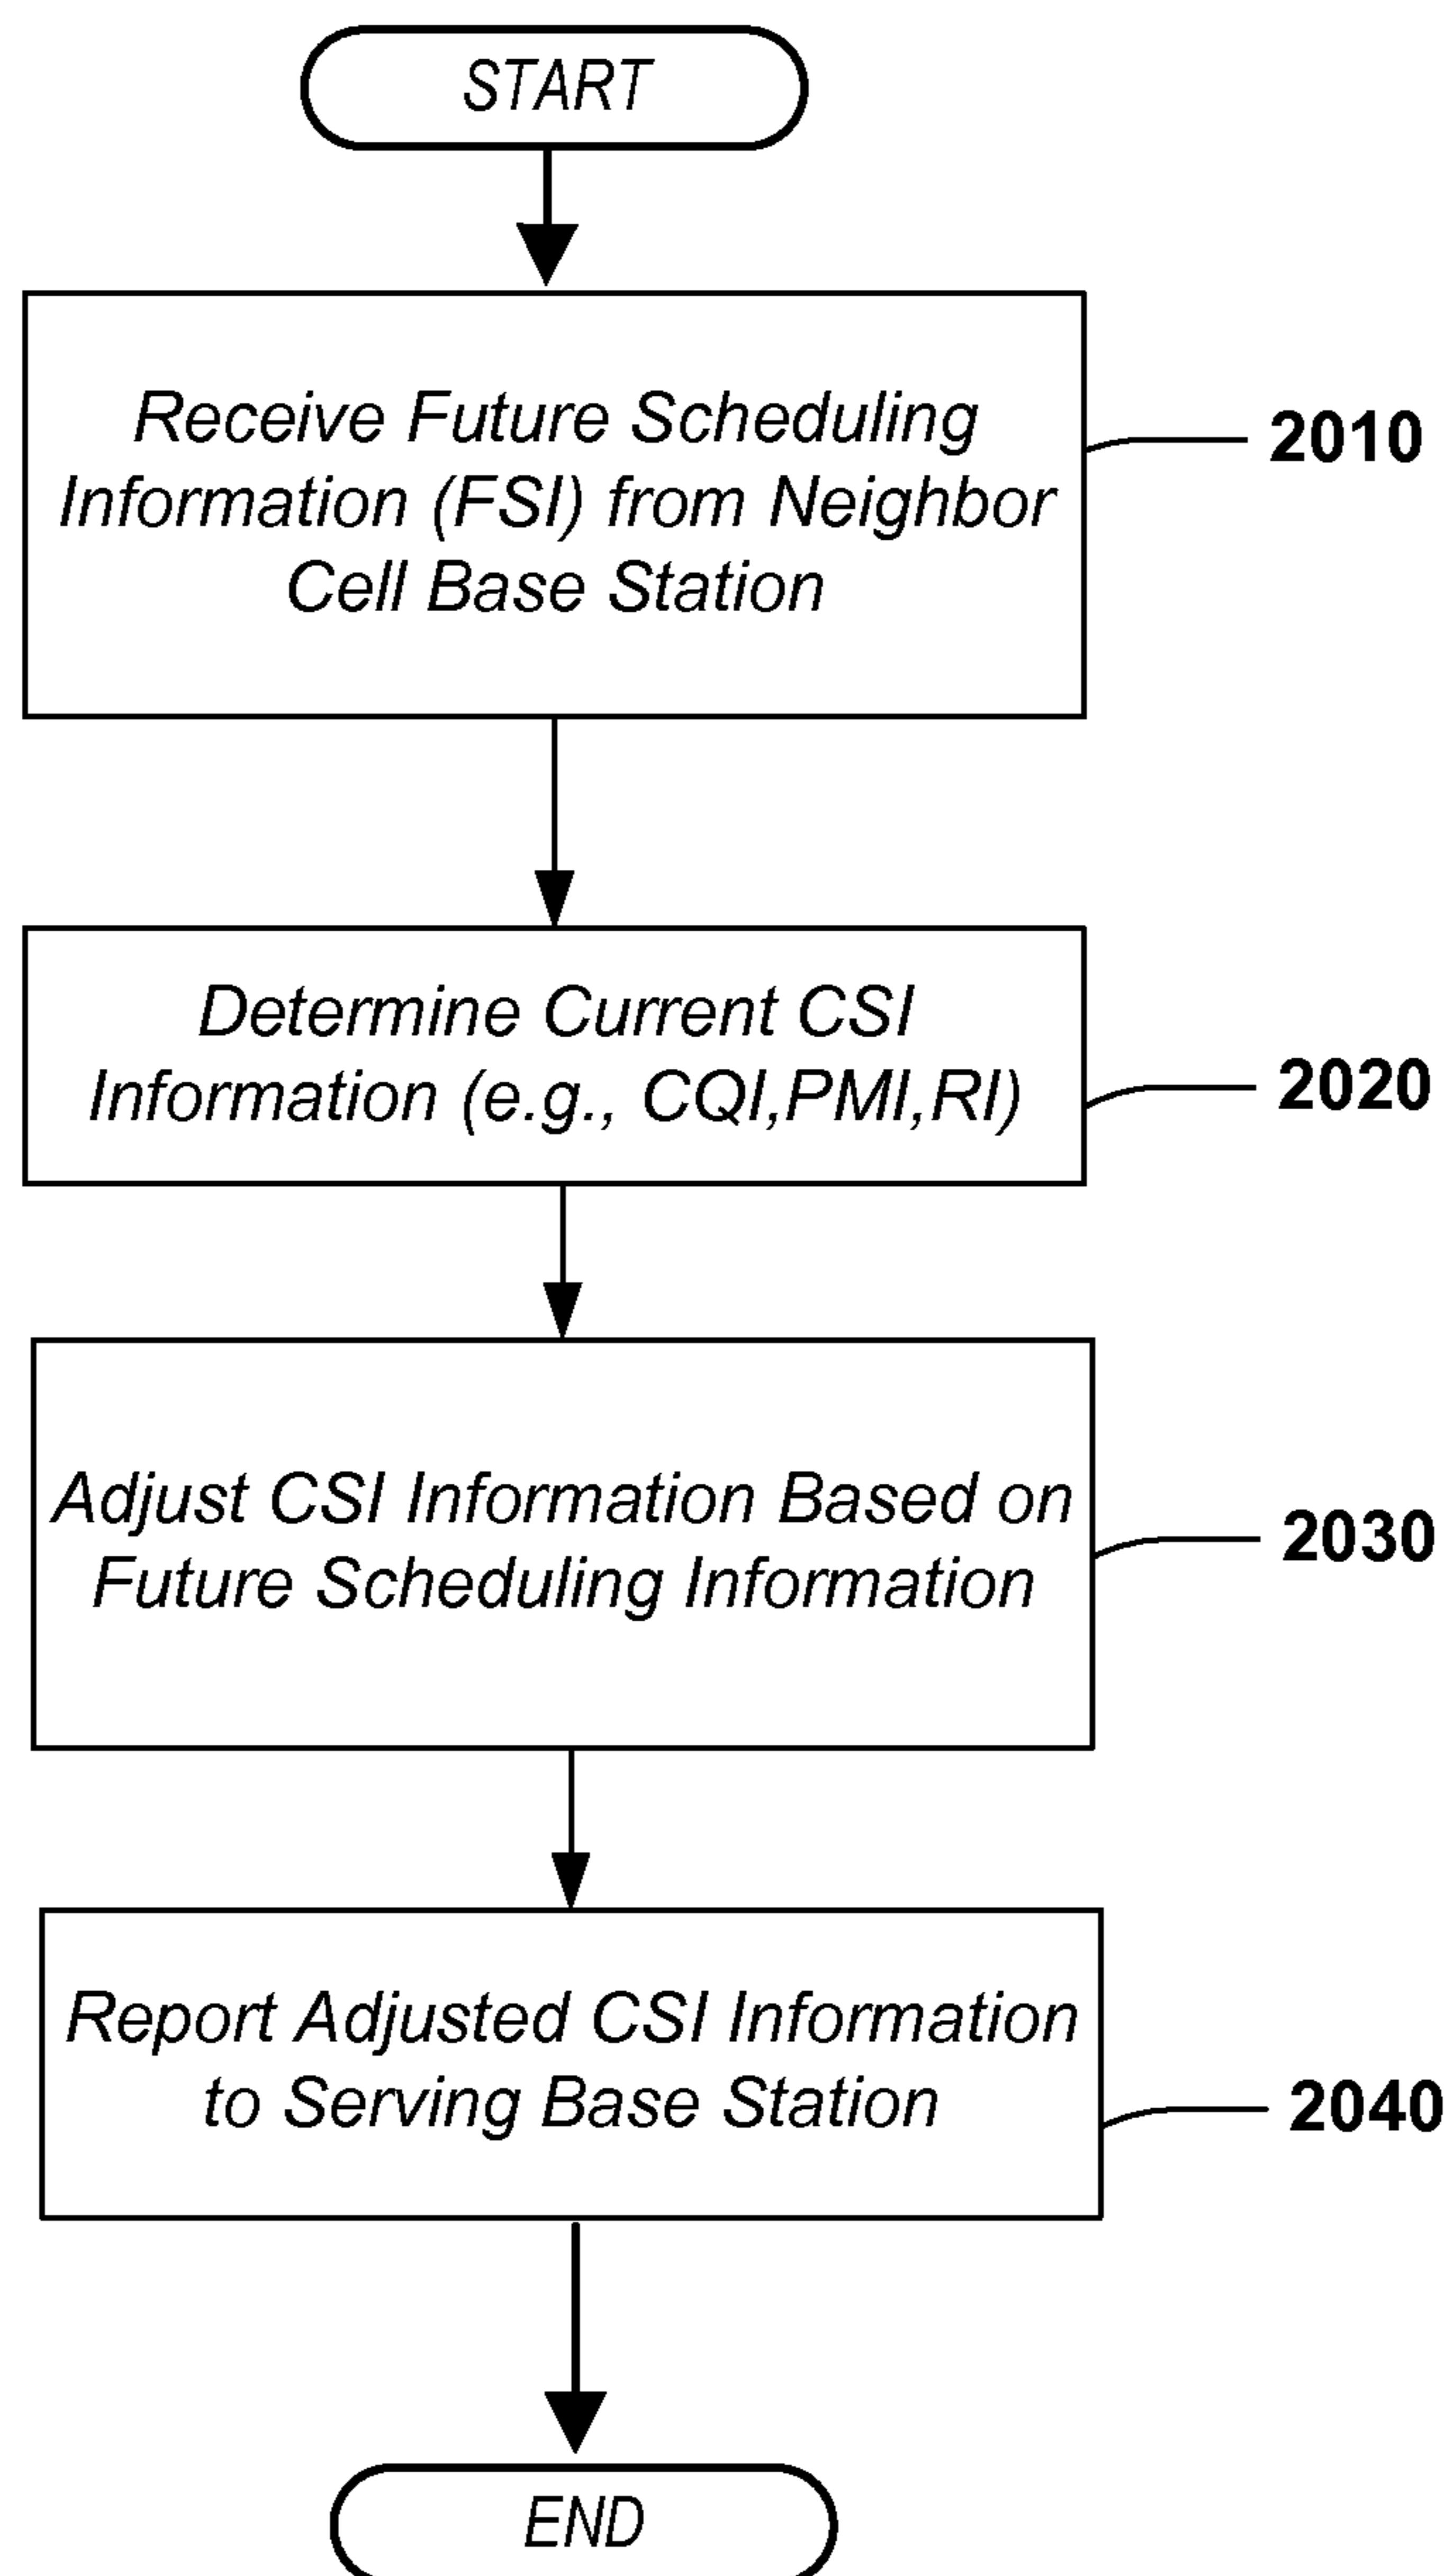 START
Receive Future Scheduling
Information (FSI) from Neighbor
Cell Base Station
2010
Determine Current CSI
Information (e.g., CQI,PMI,RI)
2020
Adjust CSI Information Based on
Future Scheduling Information
2030
Report Adjusted CSI Information
to Serving Base Station
2040
END